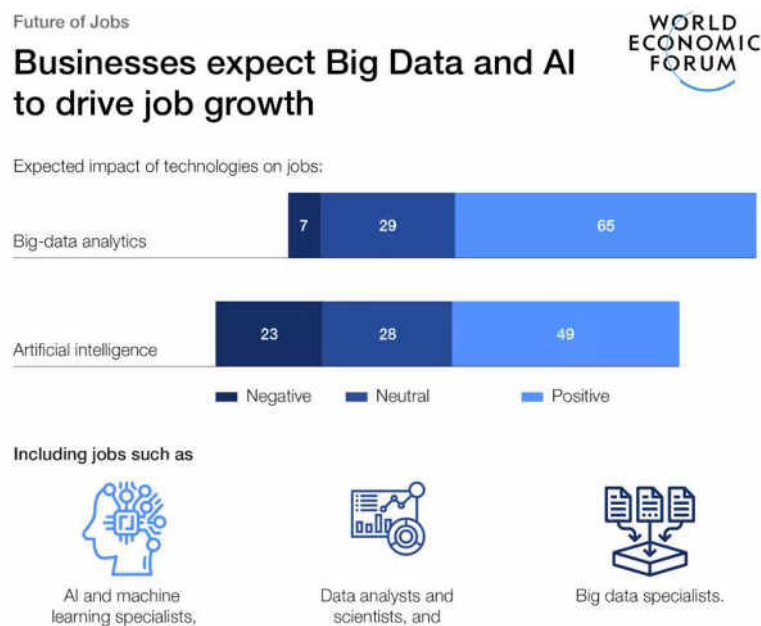 Future of Jobs
WORLD
ECONOMIC
FORUM
Businesses expect Big Data and AI
to drive job growth
Expected impact of technologies on jobs:
Big-data analytics
7 29 65
Artificial intelligence
23 28 49
Negative Neutral Positive
Including jobs such as
AI and machine
learning specialists,
Data analysts and
scientists, and
Big data specialists.